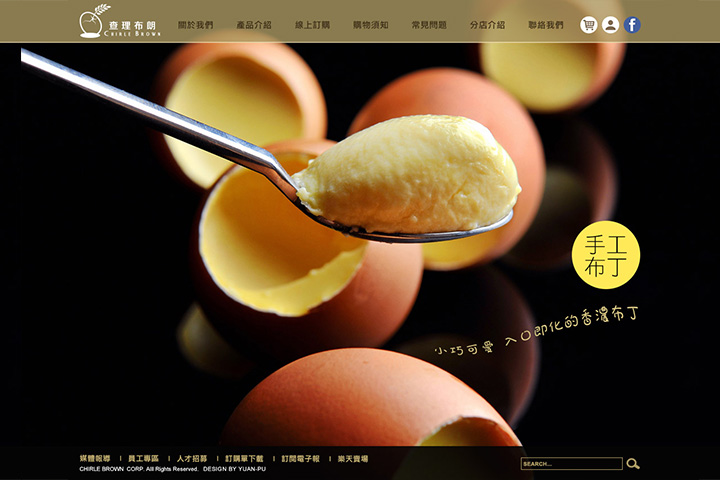 查理布朗
CHIRLE BROWN
關於我們 產品介紹 線上訂購 購物須知 常見問題 分店介紹 聯絡我們
手工
布丁
小巧可愛 入口即化的香濃布丁
媒體報導 | 員工專區 | 人才招募 | 訂購單下載 | 訂閱電子報 | 樂天賣場
CHIRLE BROWN CORP. Alll Rights Reserved. DESIGN BY YUAN-PU
SEARCH...